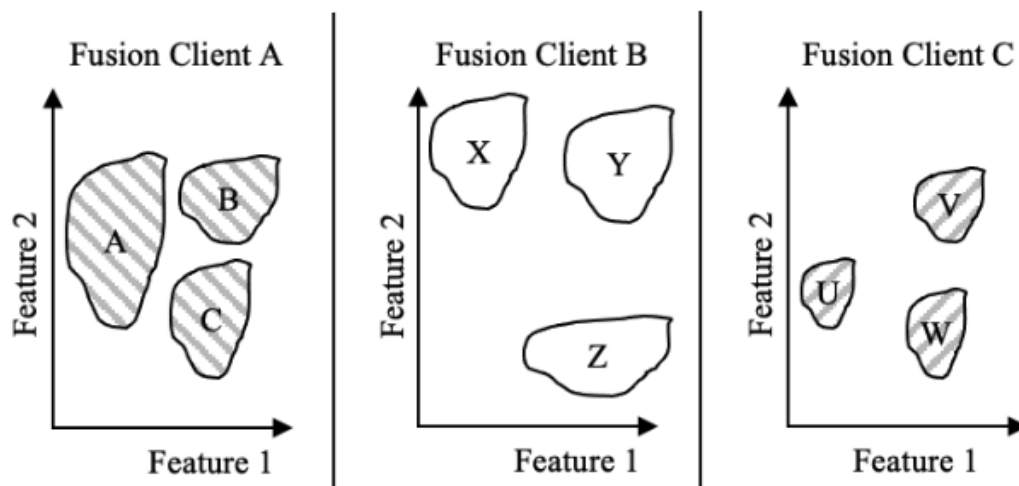 Fusion Client A
Feature 2
A
B
C
Feature 1
Fusion Client B
Feature 2
X
Y
Z
Feature 1
Fusion Client C
Feature 2
U
V
W
Feature 1